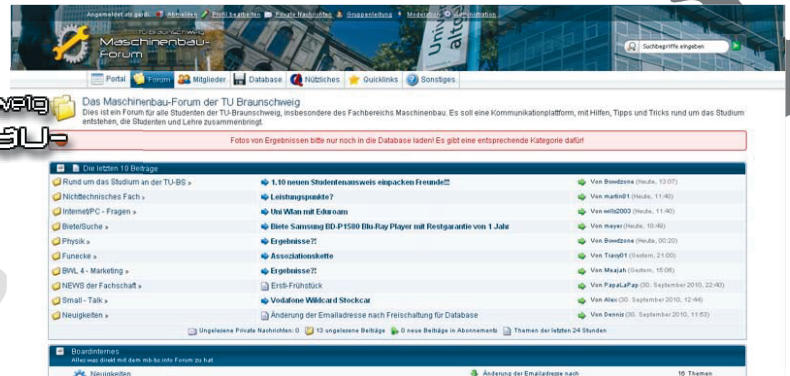 Angemeldet als gardi. Abmelden Profil bearbeiten Private Nachrichten Gruppenleitung Moderation Administration
TU Braunschweig
Maschinenbau-
Forum
Suchbegriffe eingeben
Portal Forum Mitglieder Database Nützliches Quicklinks Sonstiges
Das Maschinenbau-Forum der TU Braunschweig
Dies ist ein Forum für alle Studenten der TU-Braunschweig, insbesondere des Fachbereichs Maschinenbau. Es soll eine Kommunikationplattform, mit Hilfen, Tipps und Tricks rund um das Studium
entstehen, die Studenten und Lehre zusammenbringt.
Fotos von Ergebnissen bitte nur noch in die Database laden! Es gibt eine entsprechende Kategorie dafür!
Die letzten 10 Beiträge
Rund um das Studium an der TU-BS » 1.10 neuen Studentenausweis einpacken Freunde!!! Von Bowdzone (Heute, 13:07)
Nichttechnisches Fach » Leistungspunkte? Von martin01 (Heute, 11:40)
Internet/PC - Fragen » Uni Wlan mit Eduroam Von wills2003 (Heute, 11:40)
Biete/Suche » Biete Samsung BD-P1500 Blu-Ray Player mit Restgarantie von 1 Jahr Von meyer (Heute, 10:49)
Physik » Ergebnisse?! Von Bowdzone (Heute, 00:20)
Funecke » Assoziationskette Von Tracy01 (Gestern, 21:00)
BWL 4 - Marketing » Ergebnisse?! Von Meajah (Gestern, 15:06)
NEWS der Fachschaft » Ersti-Frühstück Von PapaLaPap (30. September 2010, 22:40)
Small - Talk » Vodafone Wildcard Stockcar Von Alex (30. September 2010, 12:44)
Neuigkeiten » Änderung der Emailadresse nach Freischaltung für Database Von Dennis (30. September 2010, 11:53)
Ungelesene Private Nachrichten: 0 13 ungelesene Beiträge 0 neue Beiträge in Abonnements Themen der letzten 24 Stunden
Boardinternes
Alles was direkt mit dem mb-bs.info Forum zu hat
Neuigkeiten Änderung der Emailadresse nach 16 Themen